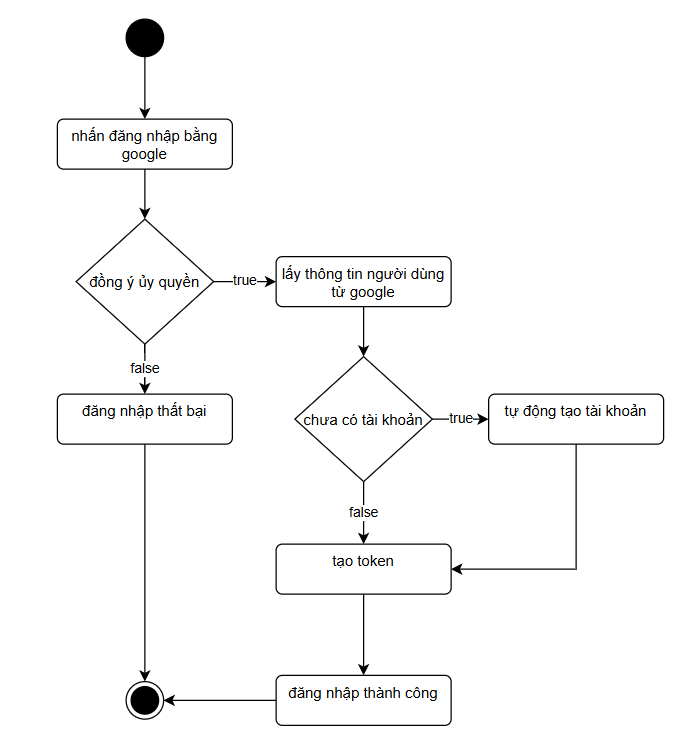 nhấn đăng nhập bằng
google
đồng ý ủy quyền
true
lấy thông tin người dùng
từ google
false
đăng nhập thất bại
chưa có tài khoản
true
tự động tạo tài khoản
false
tạo token
đăng nhập thành công